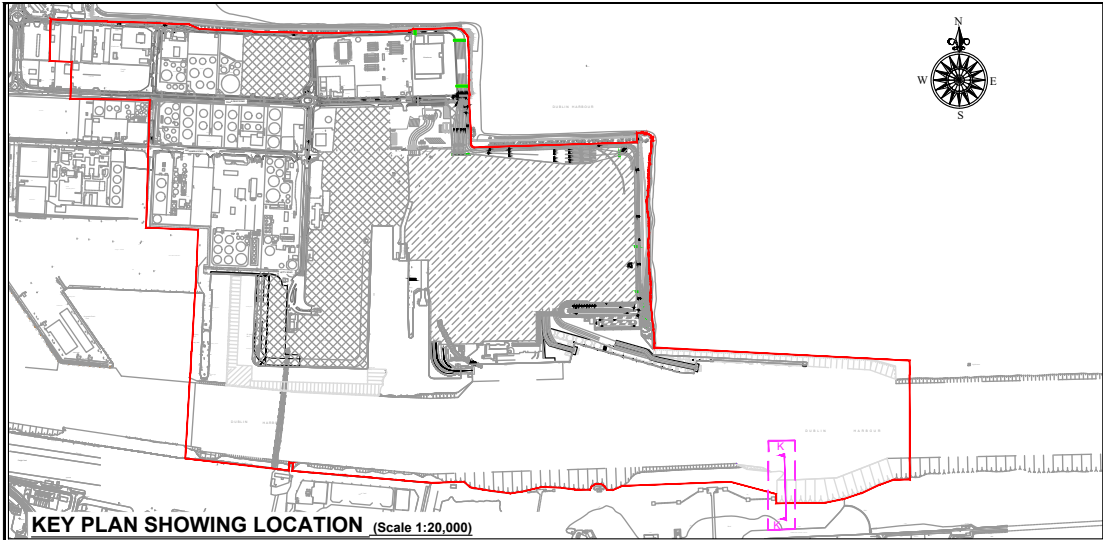 N
W E
S
DUBLIN HARBOUR
DUBLIN HARBOUR
DUBLIN HARBOUR
K
K
KEY PLAN SHOWING LOCATION (Scale 1:20,000)